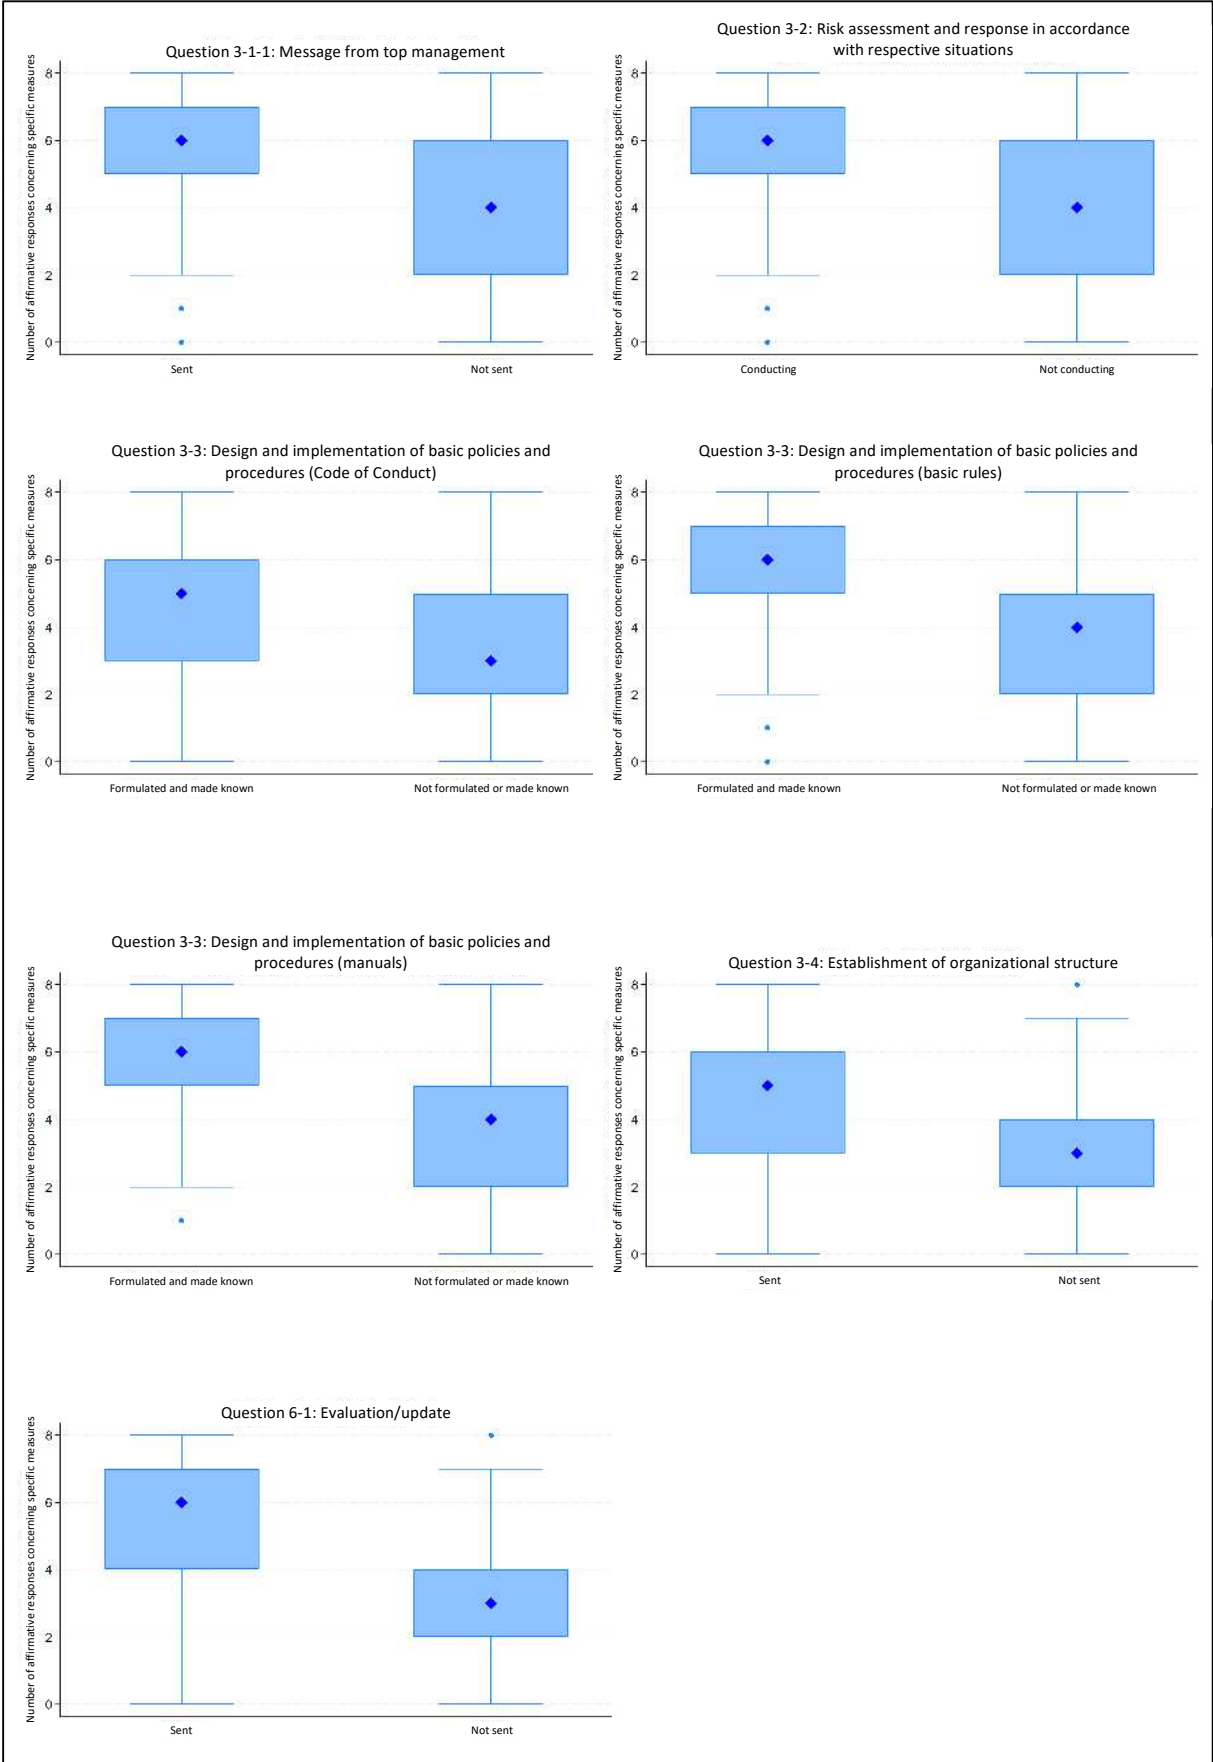 Question 3-1-1: Message from top management
Number of affirmative responses concerning specific measures
8
6
4
2
0
Sent
Not sent
Question 3-2: Risk assessment and response in accordance
with respective situations
Number of affirmative responses concerning specific measures
8
6
4
2
0
Conducting
Not conducting
Question 3-3: Design and implementation of basic policies and
procedures (Code of Conduct)
Number of affirmative responses concerning specific measures
8
6
4
2
0
Formulated and made known
Not formulated or made known
Question 3-3: Design and implementation of basic policies and
procedures (basic rules)
Number of affirmative responses concerning specific measures
8
6
4
2
0
Formulated and made known
Not formulated or made known
Question 3-3: Design and implementation of basic policies and
procedures (manuals)
Number of affirmative responses concerning specific measures
8
6
4
2
0
Formulated and made known
Not formulated or made known
Question 3-4: Establishment of organizational structure
Number of affirmative responses concerning specific measures
8
6
4
2
0
Sent
Not sent
Question 6-1: Evaluation/update
Number of affirmative responses concerning specific measures
8
6
4
2
0
Sent
Not sent